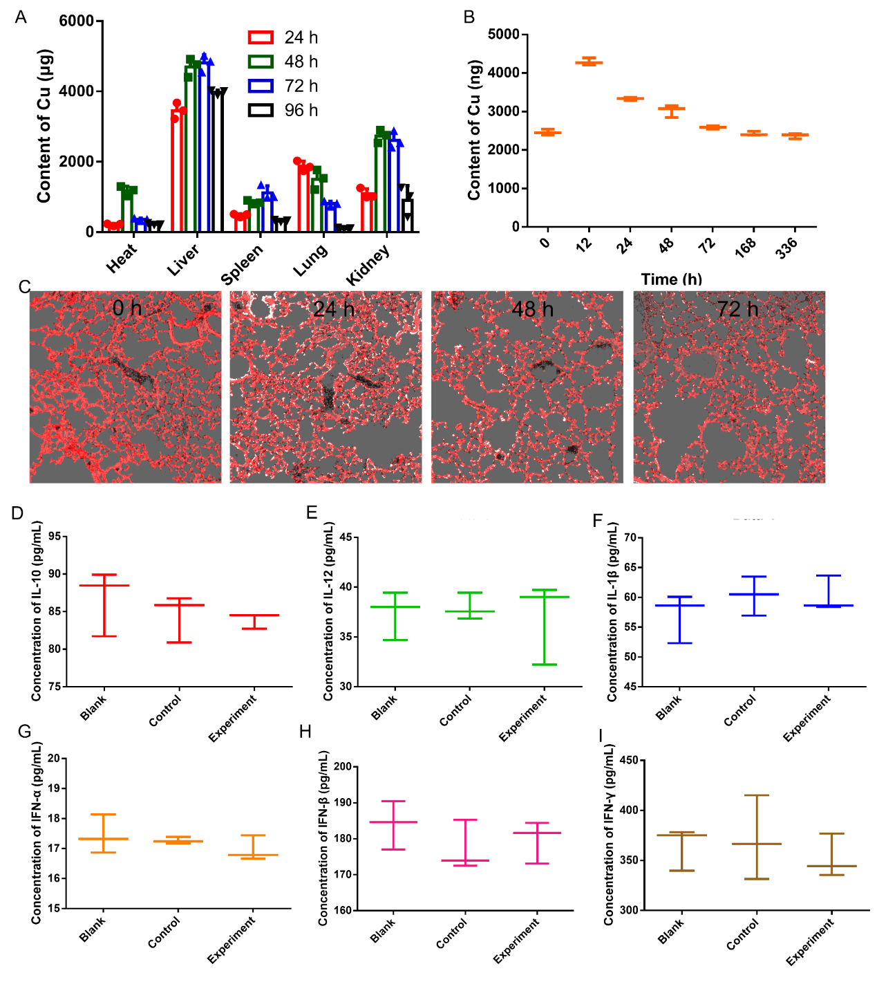 A
Content of Cu (µg)
6000
4000
2000
0
24 h
48 h
72 h
96 h
Heat
Liver
Spleen
Lung
Kidney
B
Content of Cu (ng)
5000
4000
3000
2000
1000
0
0
12
24
48
72
168
336
Time (h)
C
0 h
24 h
48 h
72 h
D
Concentration of IL-10 (pg/mL)
95
90
85
80
75
Blank
Control
Experiment
E
Concentration of IL-12 (pg/mL)
45
40
35
30
Blank
Control
Experiment
F
Concentration of IL-1β (pg/mL)
70
65
60
55
50
45
Blank
Control
Experiment
G
Concentration of IFN-α (pg/mL)
20
19
18
17
16
15
Blank
Control
Experiment
H
Concentration of IFN-β (pg/mL)
200
190
180
170
160
Blank
Control
Experiment
I
Concentration of IFN-γ (pg/mL)
450
400
350
300
Blank
Control
Experiment